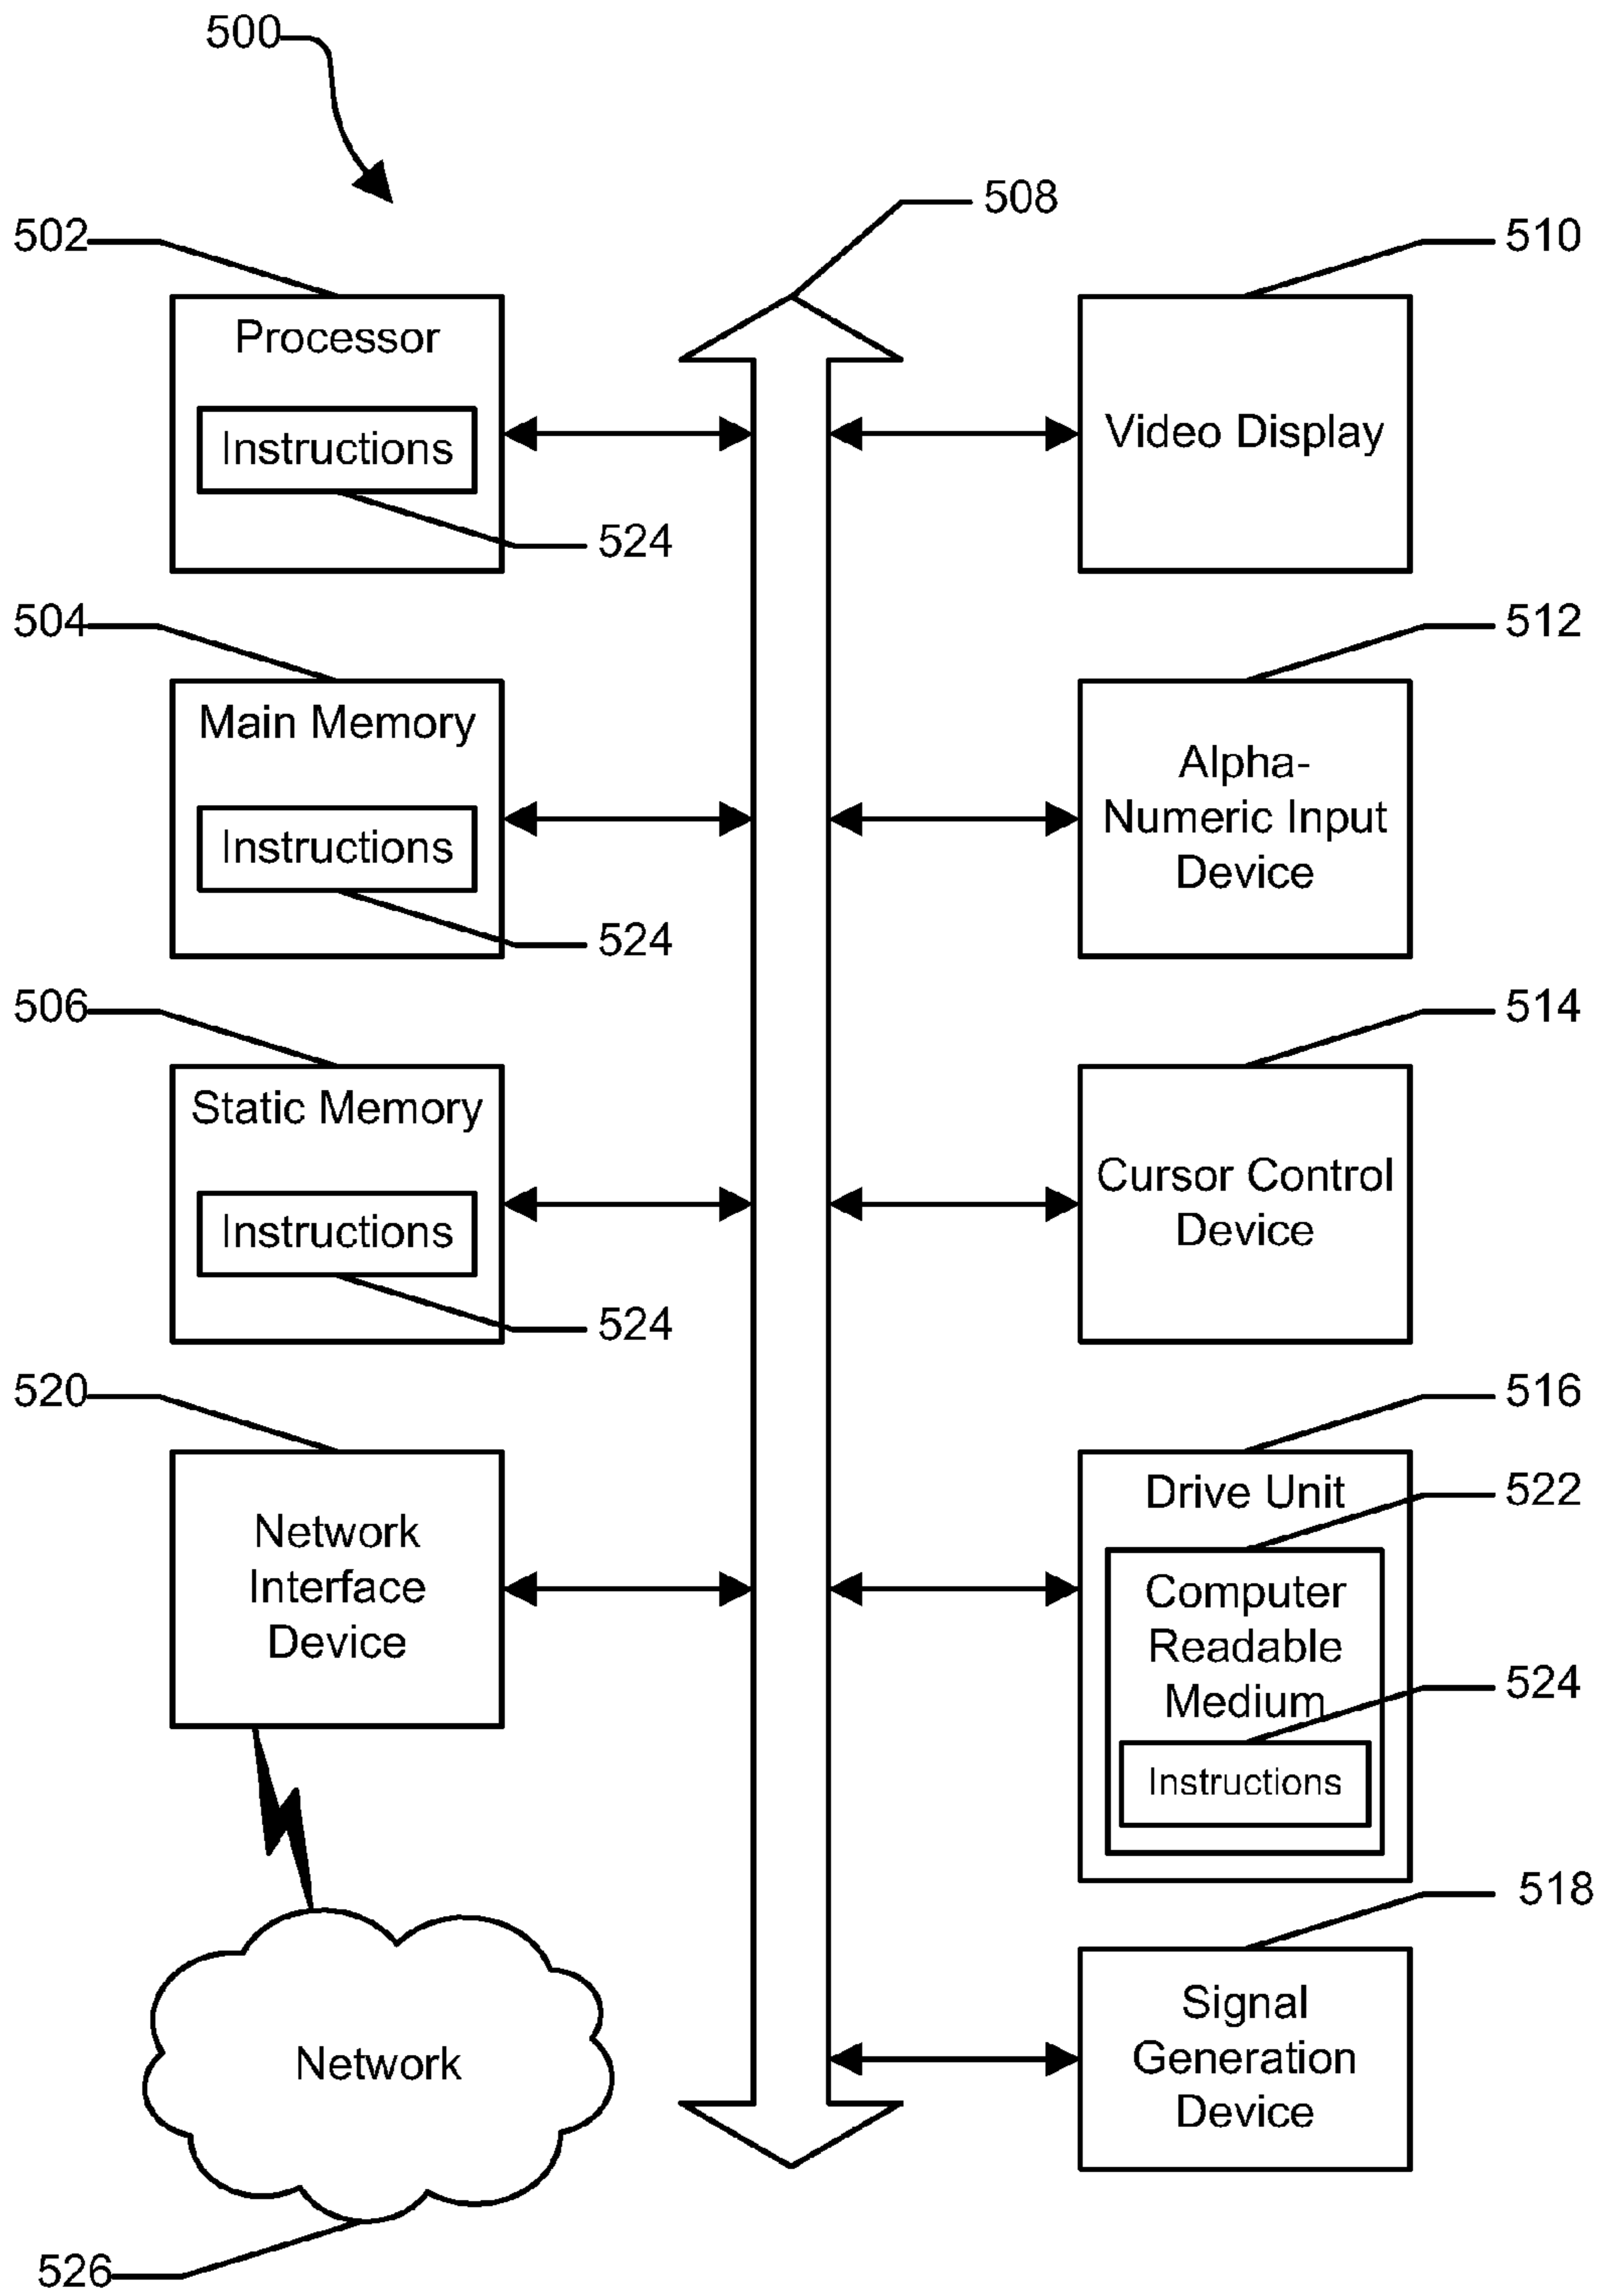 500
508
502
Processor
Instructions
524
510
Video Display
504
Main Memory
Instructions
524
512
Alpha-
Numeric Input
Device
506
Static Memory
Instructions
524
514
Cursor Control
Device
520
Network
Interface
Device
516
Drive Unit
522
Computer
Readable
Medium
524
Instructions
518
Signal
Generation
Device
Network
526